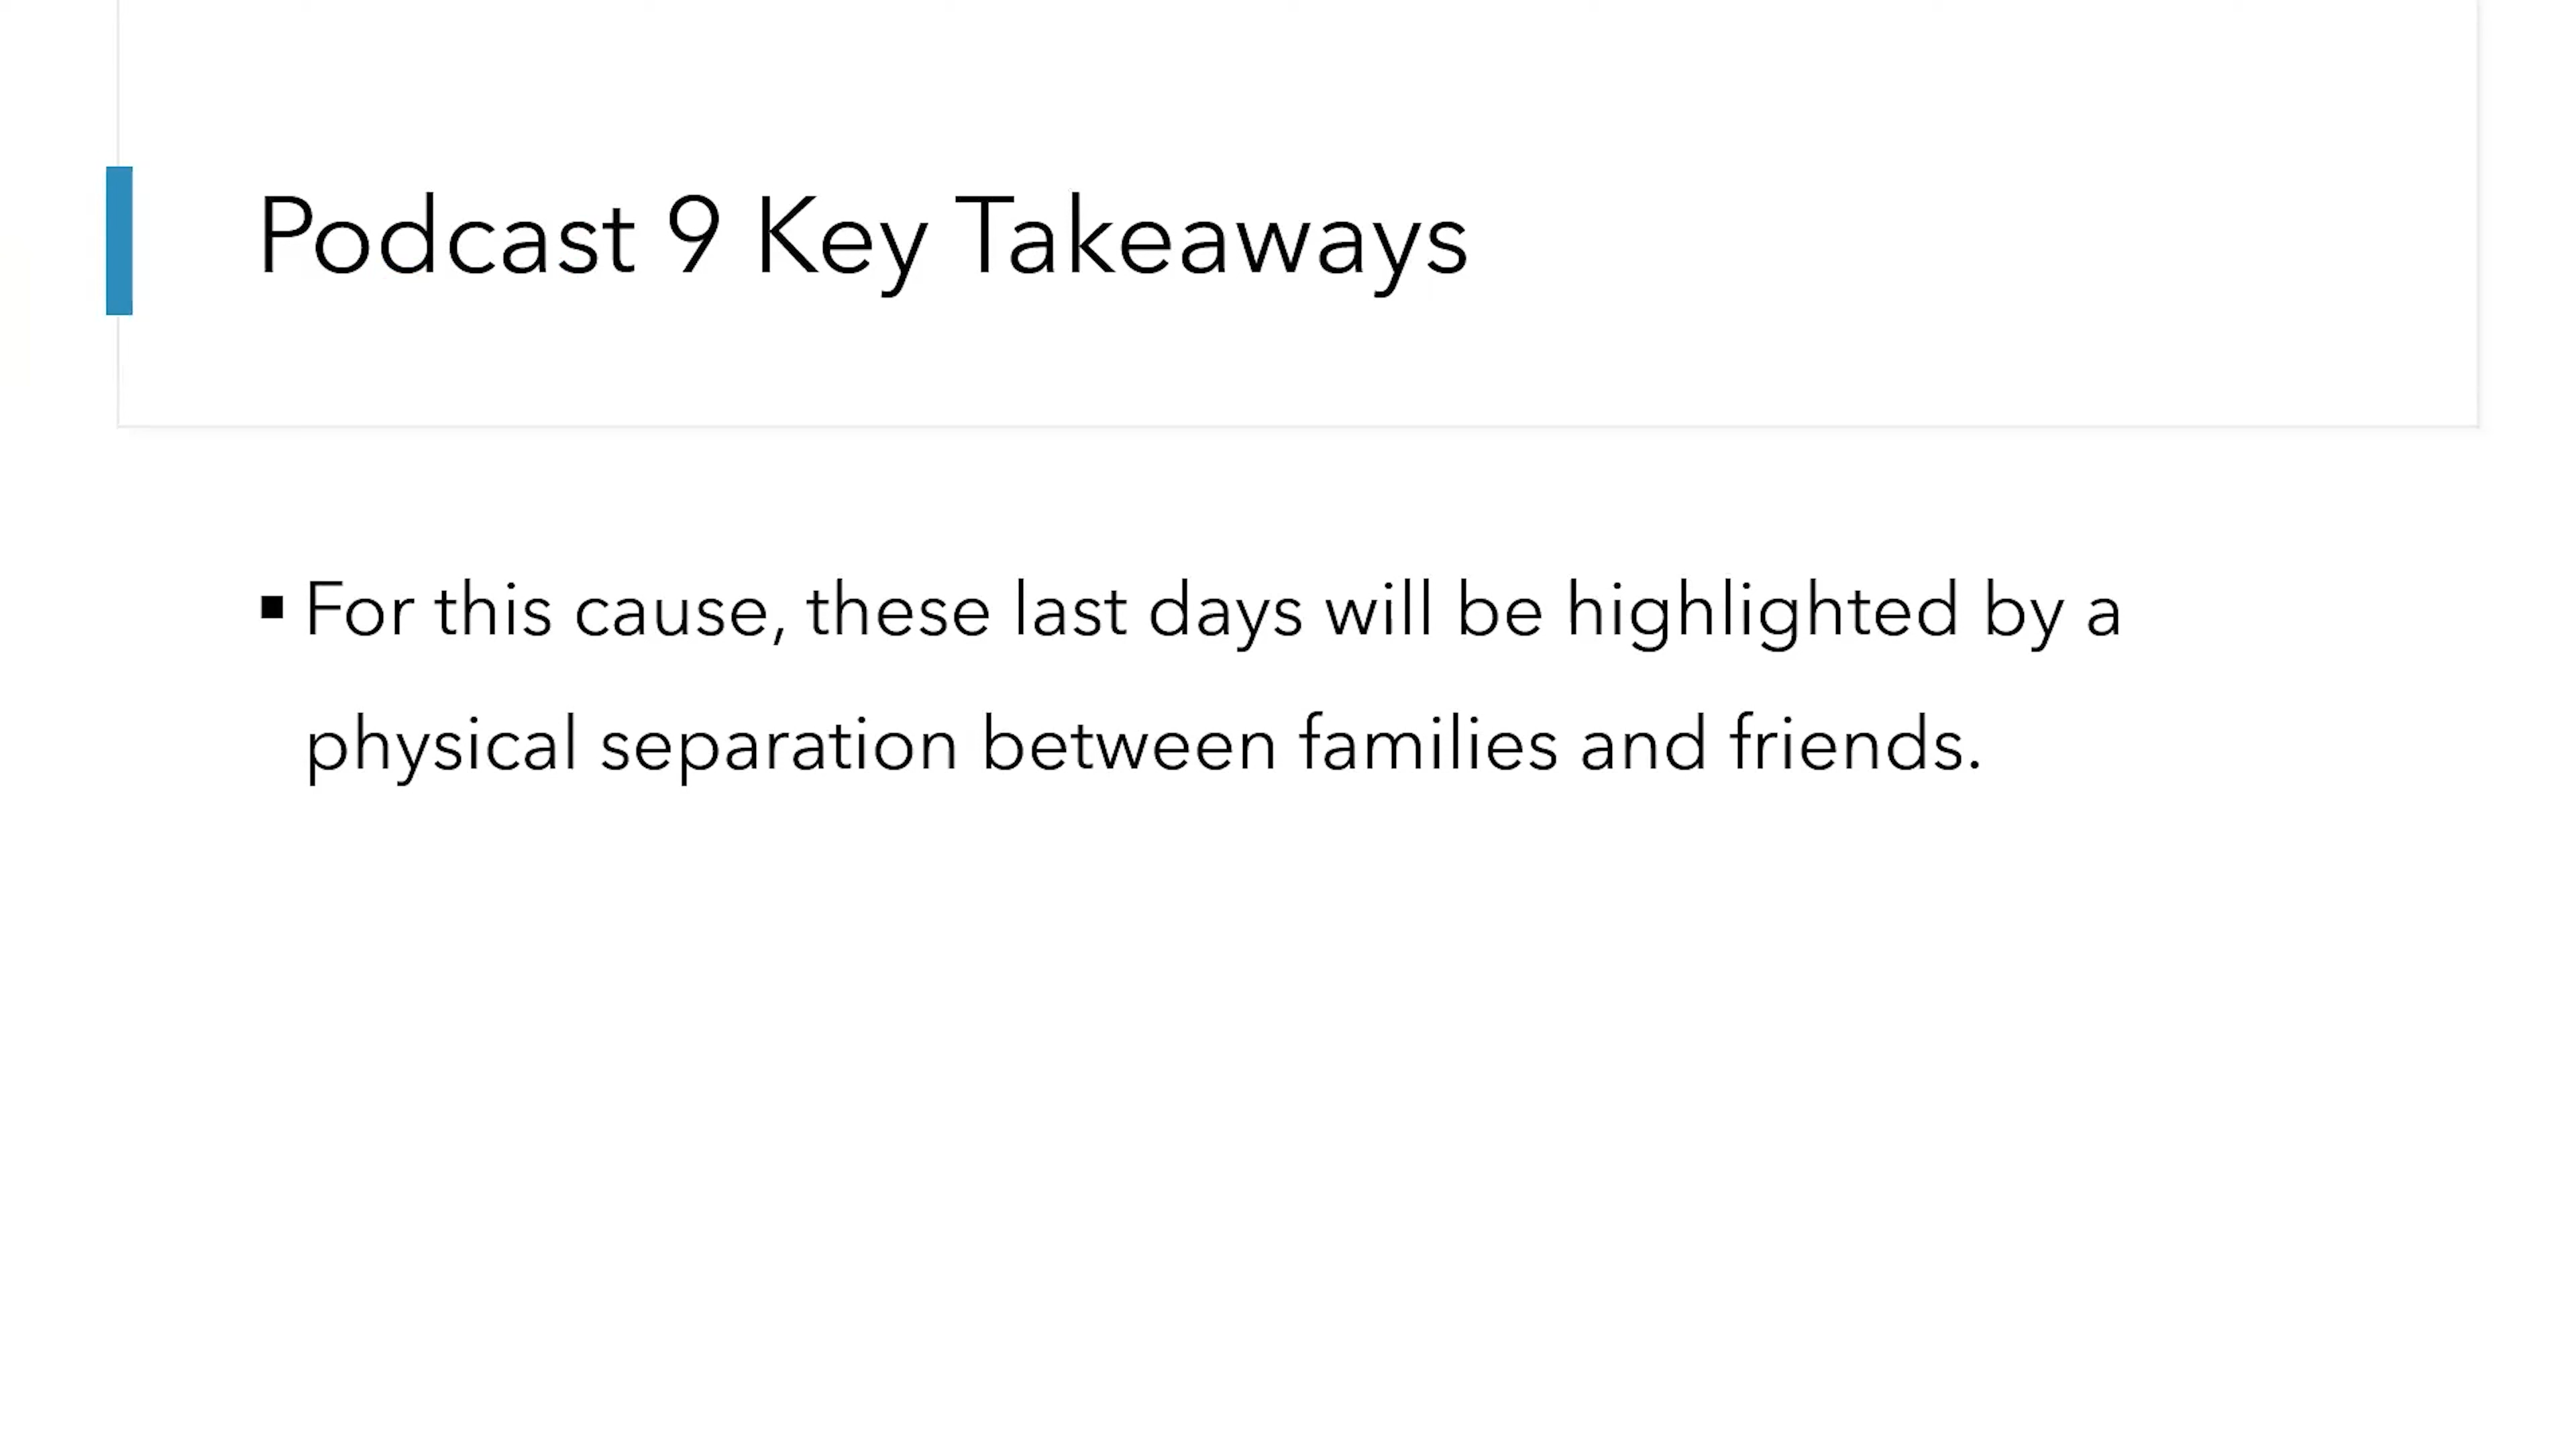 Podcast 9 Key Takeaways
▪ For this cause, these last days will be highlighted by a
physical separation between families and friends.